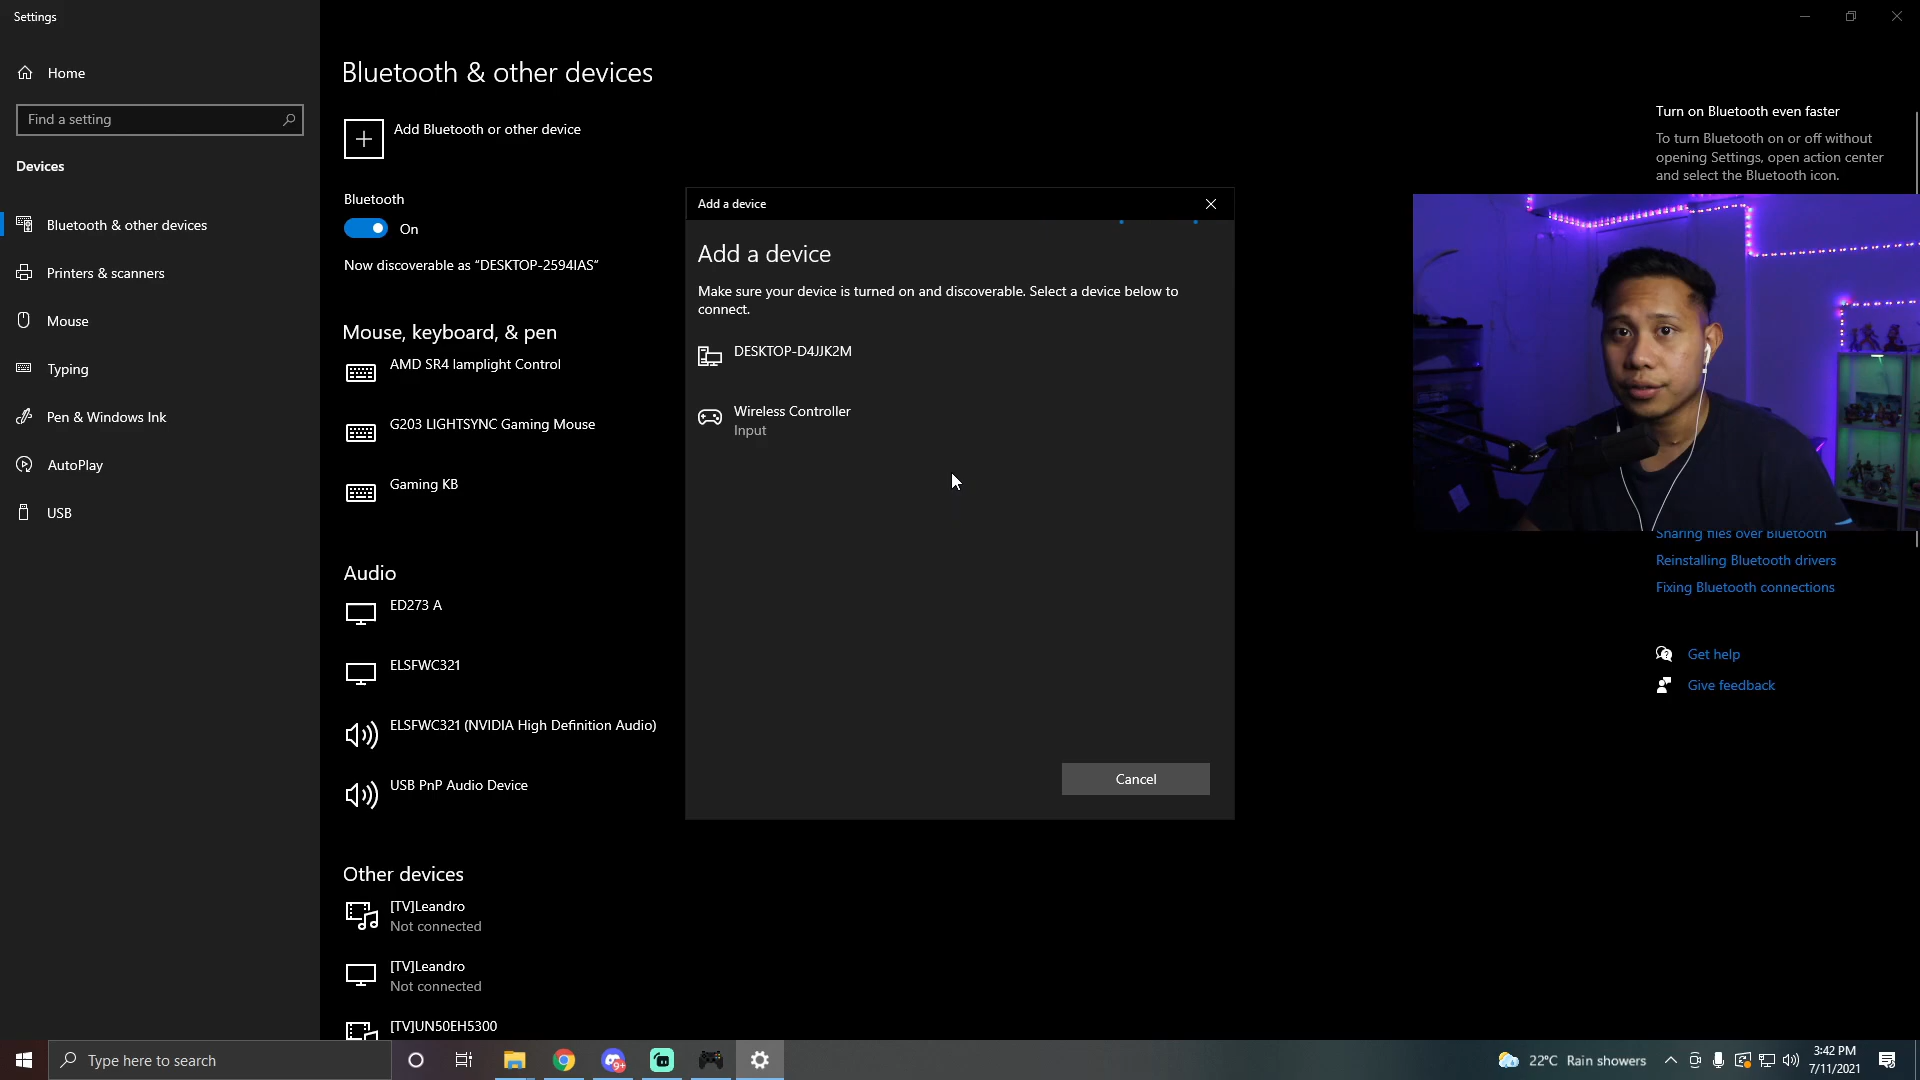 Settings
Home
Find a setting
Devices
Bluetooth & other devices
Printers & scanners
Mouse
Typing
Pen & Windows Ink
AutoPlay
USB
Bluetooth & other devices
Add Bluetooth or other device
Bluetooth
On
Now discoverable as “DESKTOP-2594IAS”
Mouse, keyboard, & pen
AMD SR4 lamplight Control
G203 LIGHTSYNC Gaming Mouse
Gaming KB
Audio
ED273 A
ELSFWC321
ELSFWC321 (NVIDIA High Definition Audio)
USB PnP Audio Device
Other devices
[TV]Leandro
Not connected
[TV]Leandro
Not connected
[TV]UN50EH5300
Add a device
Add a device
Make sure your device is turned on and discoverable. Select a device below to
connect.
DESKTOP-D4JJK2M
Wireless Controller
Input
Cancel
Turn on Bluetooth even faster
To turn Bluetooth on or off without
opening Settings, open action center
and select the Bluetooth icon.
Sharing files over Bluetooth
Reinstalling Bluetooth drivers
Fixing Bluetooth connections
Get help
Give feedback
Type here to search
9+
22°C Rain showers
3:42 PM
7/11/2021